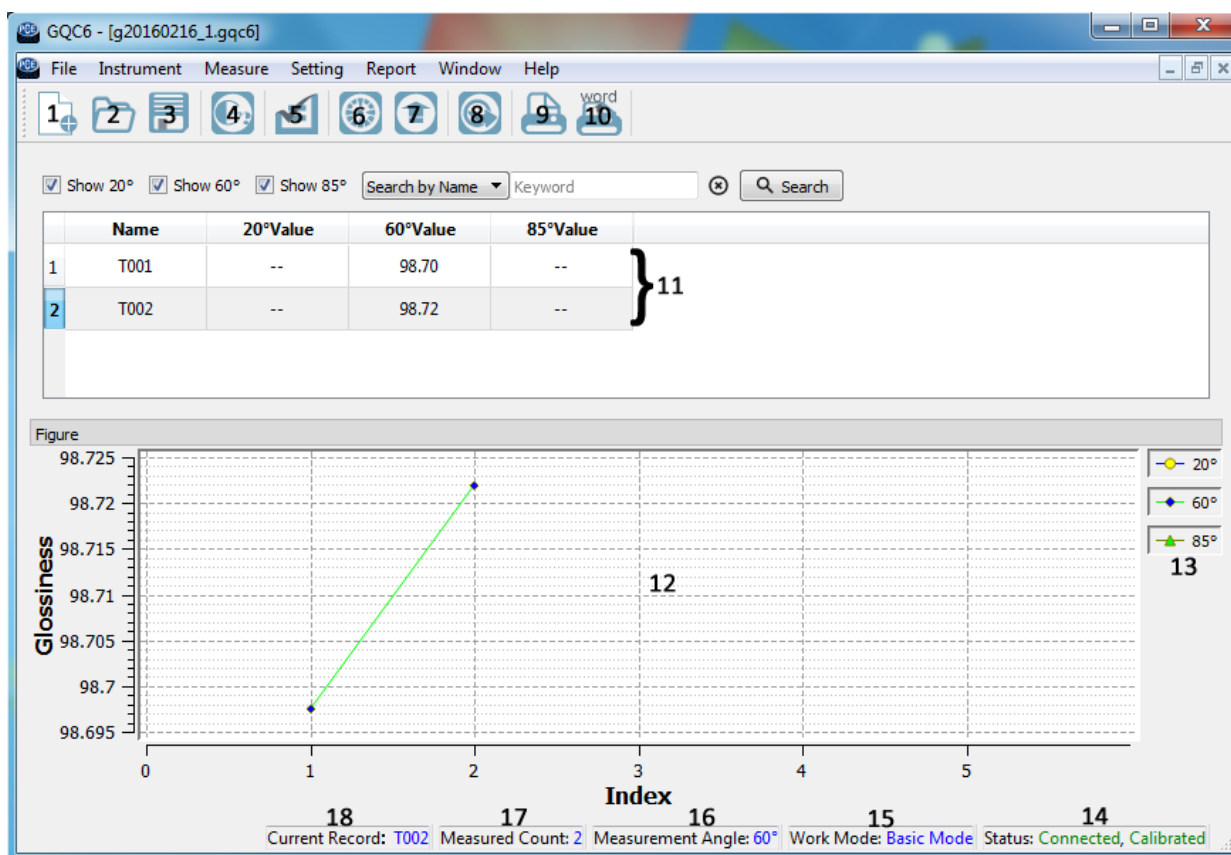 PCE GQC6 - [g20160216_1.gqc6]
PCE File Instrument Measure Setting Report Window Help
word
1 2 3 4 5 6 7 8 9 10
Show 20° Show 60° Show 85° Search by Name Keyword Search
Name 20°Value 60°Value 85°Value
1 T001 -- 98.70 --
11
2 T002 -- 98.72 --
Figure
98.725
98.72
98.715
98.71
98.705
98.7
98.695
Glossiness
12
20°
60°
85°
13
0 1 2 3 4 5
Index
18 17 16 15 14
Current Record: T002 Measured Count: 2 Measurement Angle: 60° Work Mode: Basic Mode Status: Connected, Calibrated